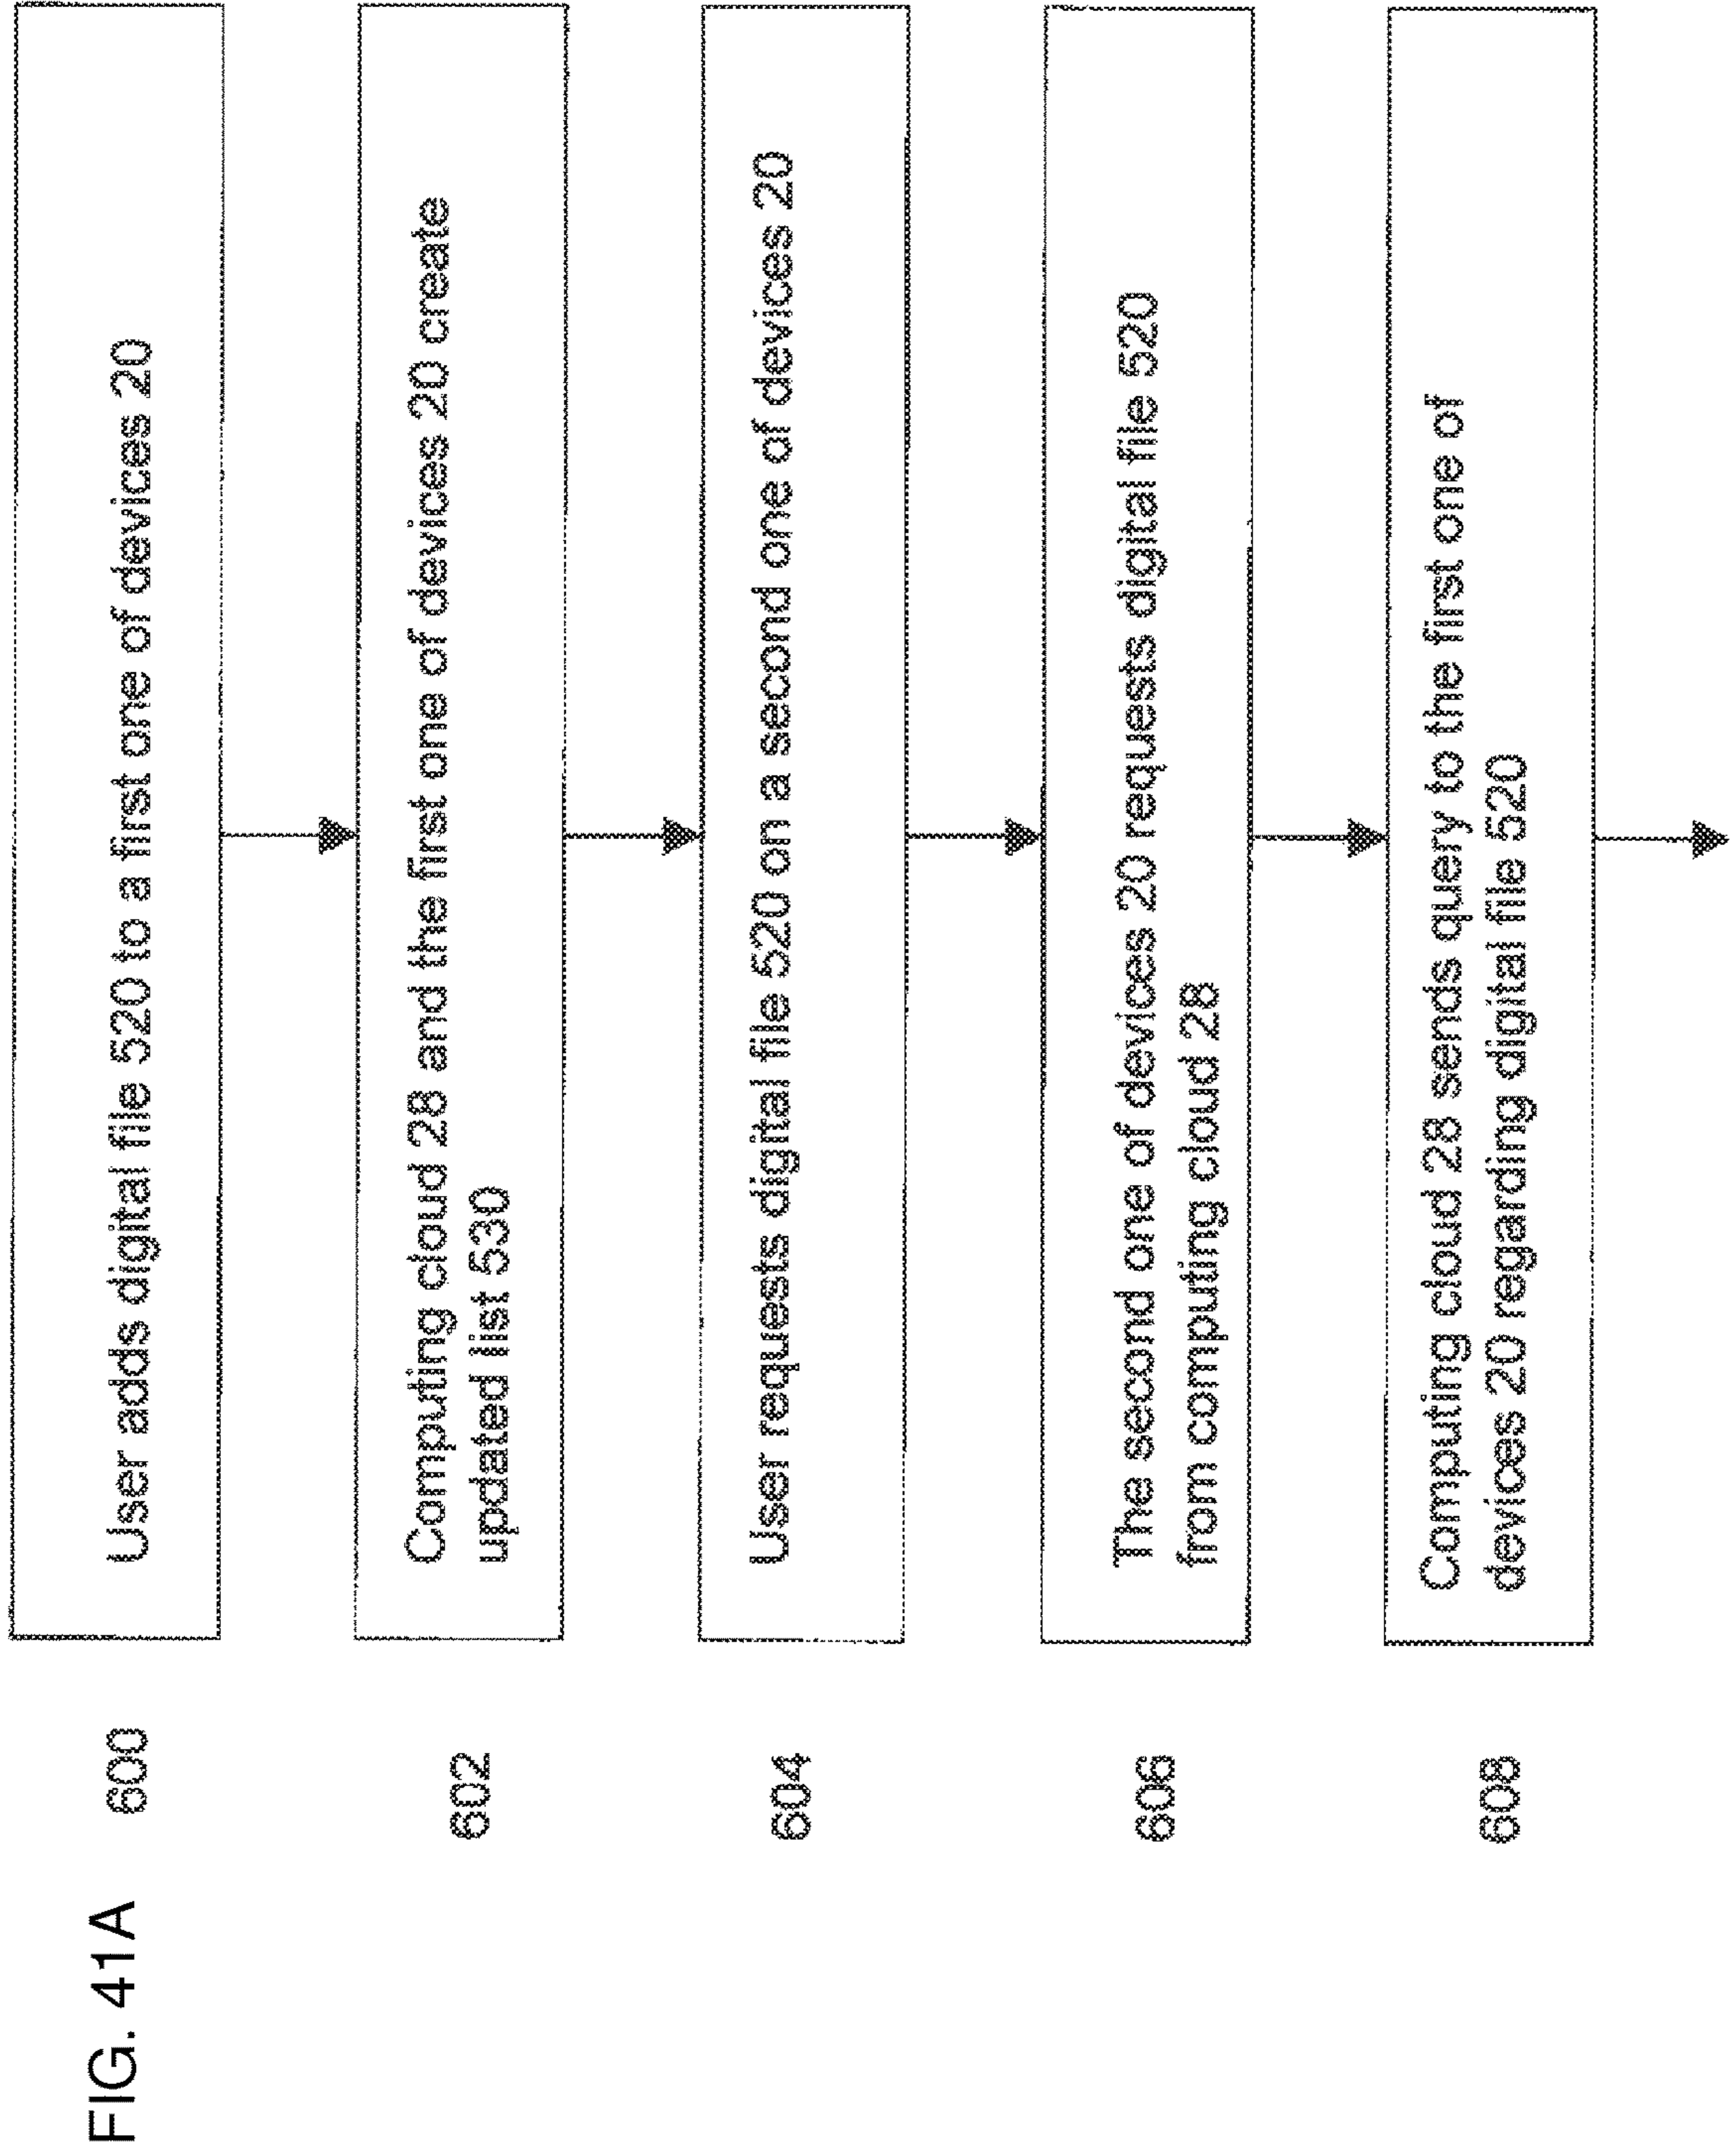 FIG. 41A
600
User adds digital file 520 to a first one of devices 20
602
Computing cloud 28 and the first one of devices 20 create
updated list 530
604
User requests digital file 520 on a second one of devices 20
606
The second one of devices 20 requests digital file 520
from computing cloud 28
608
Computing cloud 28 sends query to the first one of
devices 20 regarding digital file 520